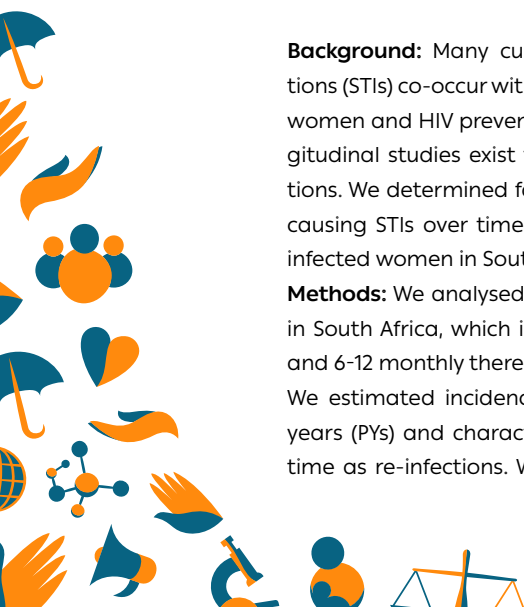 Background: Many cu
tions (STIs) co-occur wit
women and HIV preven
gitudinal studies exist
tions. We determined f
causing STIs over time
infected women in Sout
Methods: We analysed
in South Africa, which i
and 6-12 monthly there
We estimated incidenc
years (PYs) and charact
time as re-infections. W